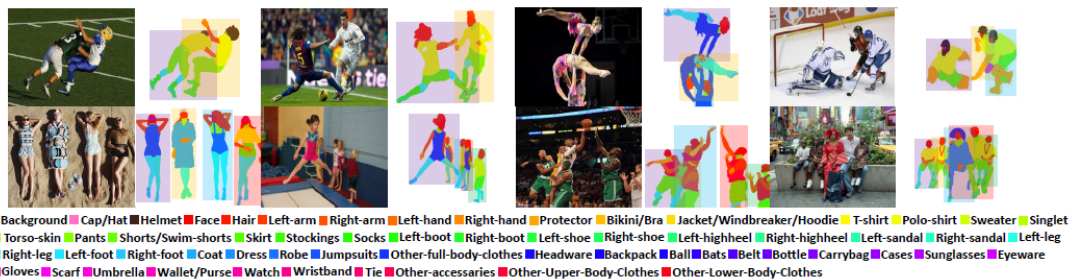 Background Cap/Hat Helmet Face Hair Left-arm Right-arm Left-hand Right-hand Protector Bikini/Bra Jacket/Windbreaker/Hoodie T-shirt Polo-shirt Sweater Singlet
Torso-skin Pants Shorts/Swim-shorts Skirt Stockings Socks Left-boot Right-boot Left-shoe Right-shoe Left-highheel Right-highheel Left-sandal Right-sandal Left-leg
Right-leg Left-foot Right-foot Coat Dress Robe Jumpsuits Other-full-body-clothes Headware Backpack Ball Bats Belt Bottle Carrybag Cases Sunglasses Eyewear
Gloves Scarf Umbrella Wallet/Purse Watch Wristband Tie Other-accessaries Other-Upper-Body-Clothes Other-Lower-Body-Clothes